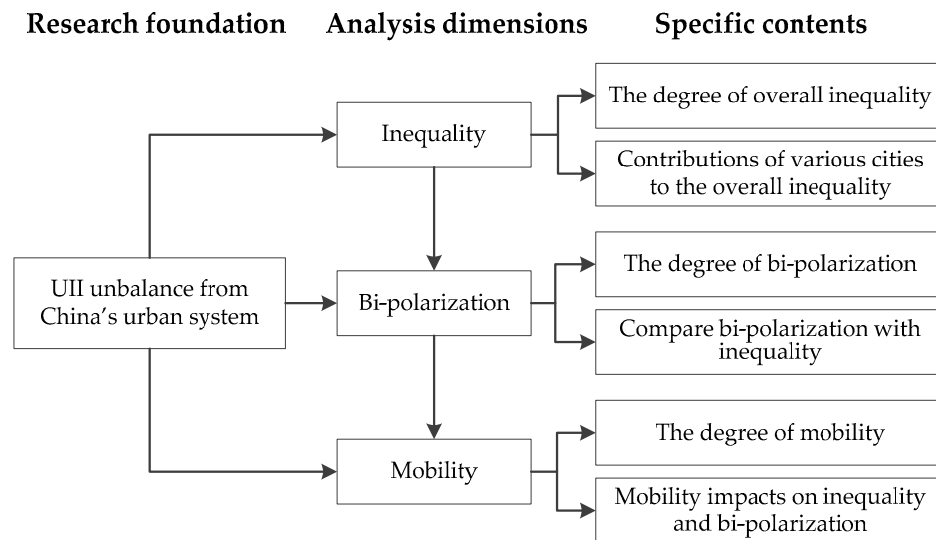 Research foundation
Analysis dimensions
Specific contents
UII unbalance from
China's urban system
Inequality
The degree of overall inequality
Contributions of various cities
to the overall inequality
Bi-polarization
The degree of bi-polarization
Compare bi-polarization with
inequality
Mobility
The degree of mobility
Mobility impacts on inequality
and bi-polarization